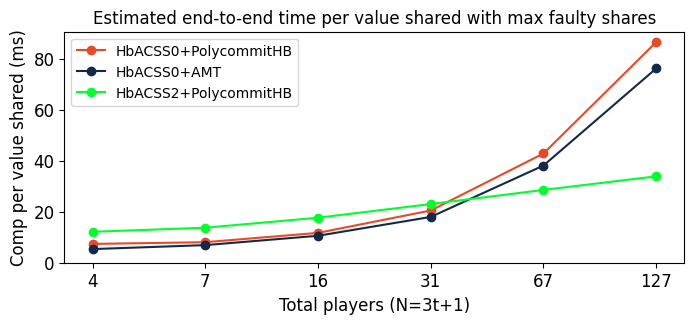 Estimated end-to-end time per value shared with max faulty shares
HbACSS0+PolycommitHB
HbACSS0+AMT
HbACSS2+PolycommitHB
Comp per value shared (ms)
80
60
40
20
0
4 7 16 31 67 127
Total players (N=3t+1)